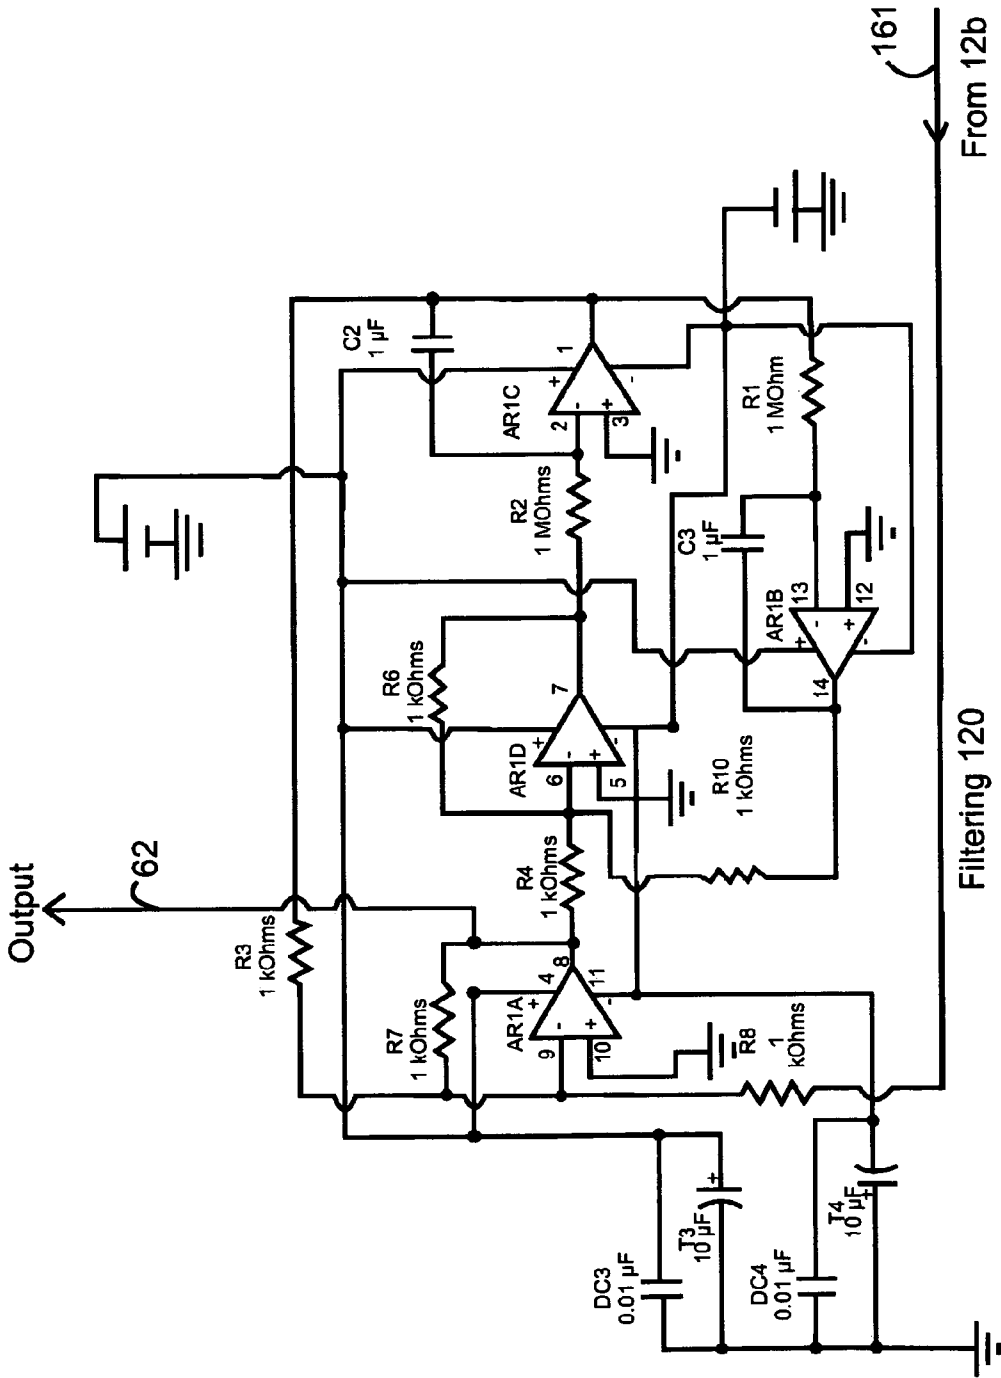 Output
62
R3
1 kOhms
R7
1 kOhms
AR1A
4
+
8
-
9
+
10
11
-
R4
1 kOhms
R8
1
kOhms
R6
1 kOhms
AR1D
+
7
-
6
+
5
-
R10
1 kOhms
R2
1 MOhms
C2
1 µF
AR1C
+
1
-
2
+
3
-
R1
1 MOhm
C3
1 µF
AR1B
+
13
-
12
+
-
14
DC3
0.01 µF
+
T3
10 µF
DC4
0.01 µF
+
T4
10 µF
161
From 12b
Filtering 120